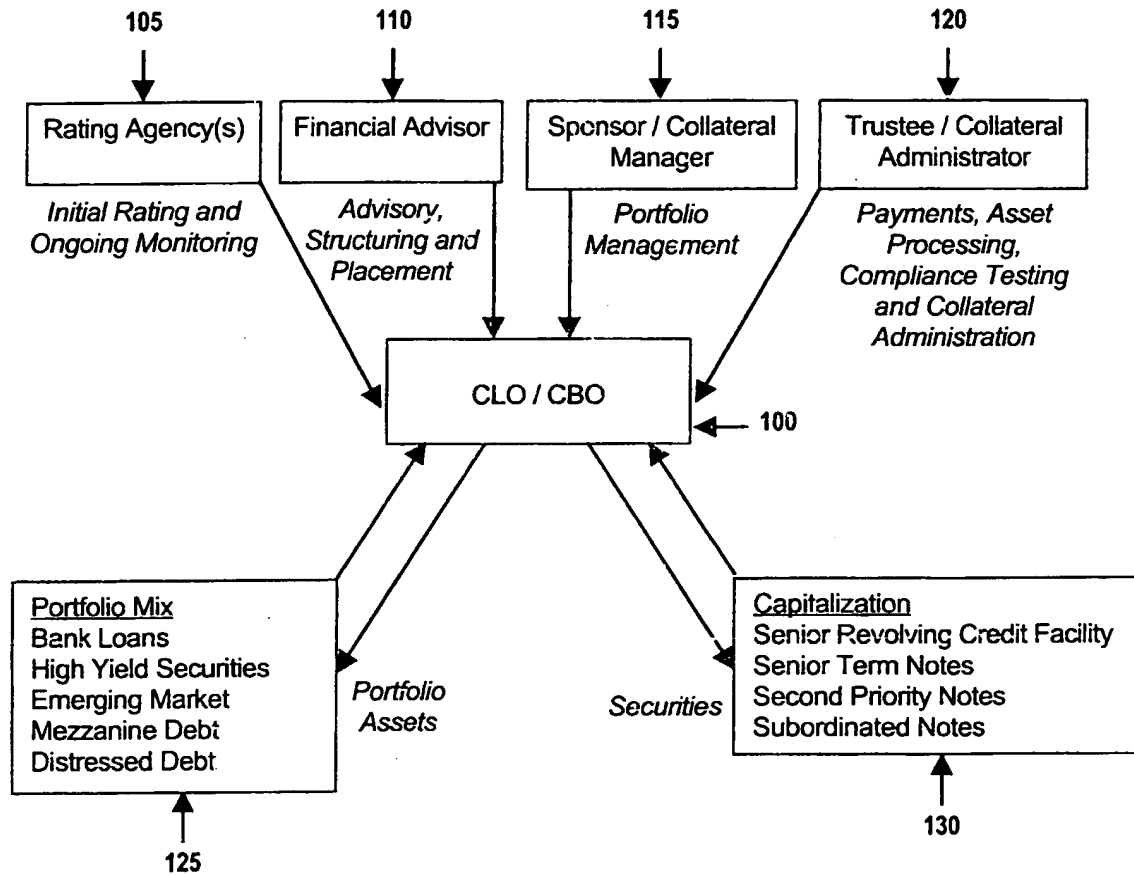 105
110
115
120
Rating Agency(s)
Financial Advisor
Sponsor / Collateral
Manager
Trustee / Collateral
Administrator
Initial Rating and
Ongoing Monitoring
Advisory,
Structuring and
Placement
Portfolio
Management
Payments, Asset
Processing,
Compliance Testing
and Collateral
Administration
CLO / CBO
100
Portfolio Mix
Bank Loans
High Yield Securities
Emerging Market
Mezzanine Debt
Distressed Debt
Portfolio
Assets
Securities
Capitalization
Senior Revolving Credit Facility
Senior Term Notes
Second Priority Notes
Subordinated Notes
125
130